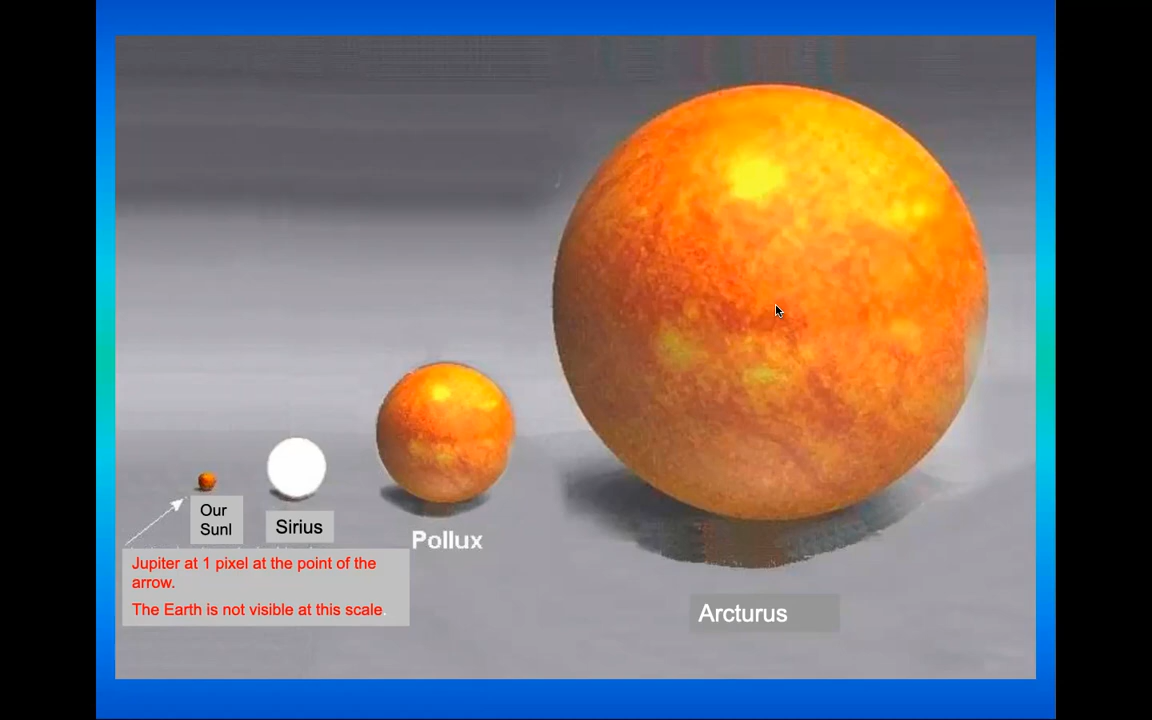 Our
Sunl
Sirius
Pollux
Jupiter at 1 pixel at the point of the
arrow.
The Earth is not visible at this scale.
Arcturus